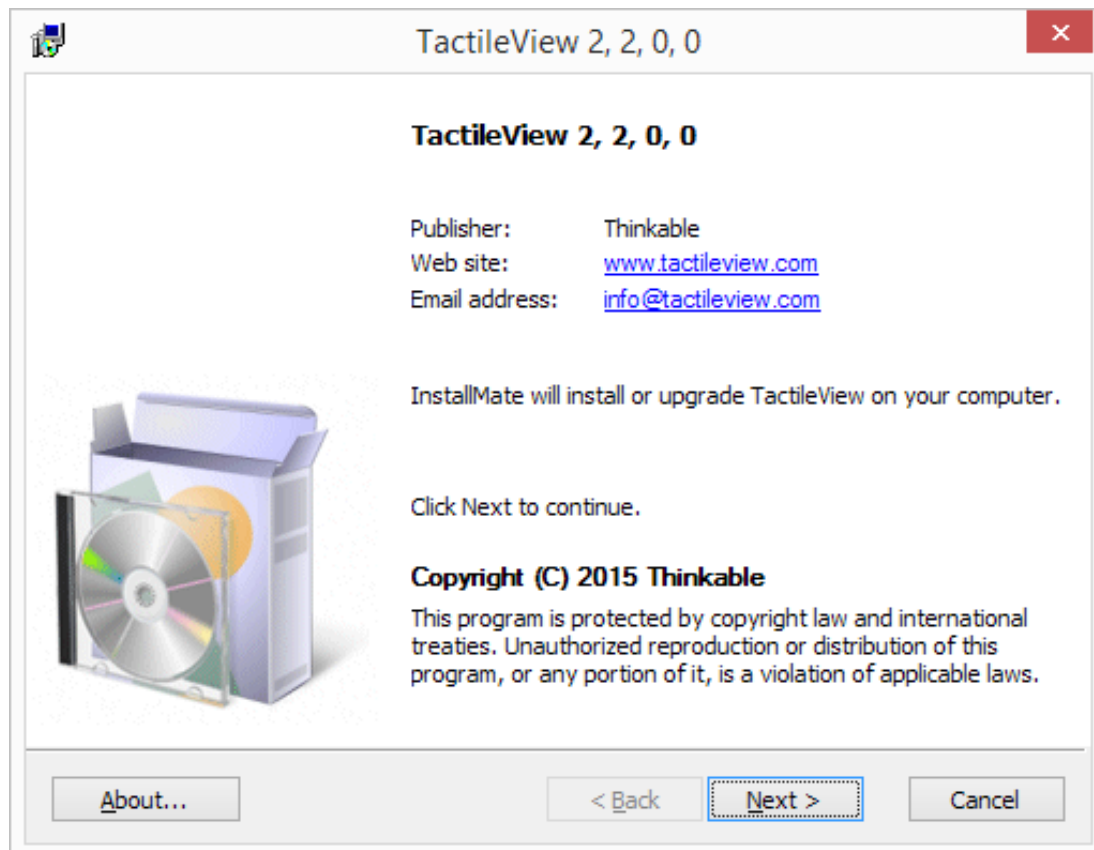 TactileView 2, 2, 0, 0
TactileView 2, 2, 0, 0
Publisher: Thinkable
Web site: www.tactileview.com
Email address: info@tactileview.com
InstallMate will install or upgrade TactileView on your computer.
Click Next to continue.
Copyright (C) 2015 Thinkable
This program is protected by copyright law and international
treaties. Unauthorized reproduction or distribution of this
program, or any portion of it, is a violation of applicable laws.
About... < Back Next > Cancel